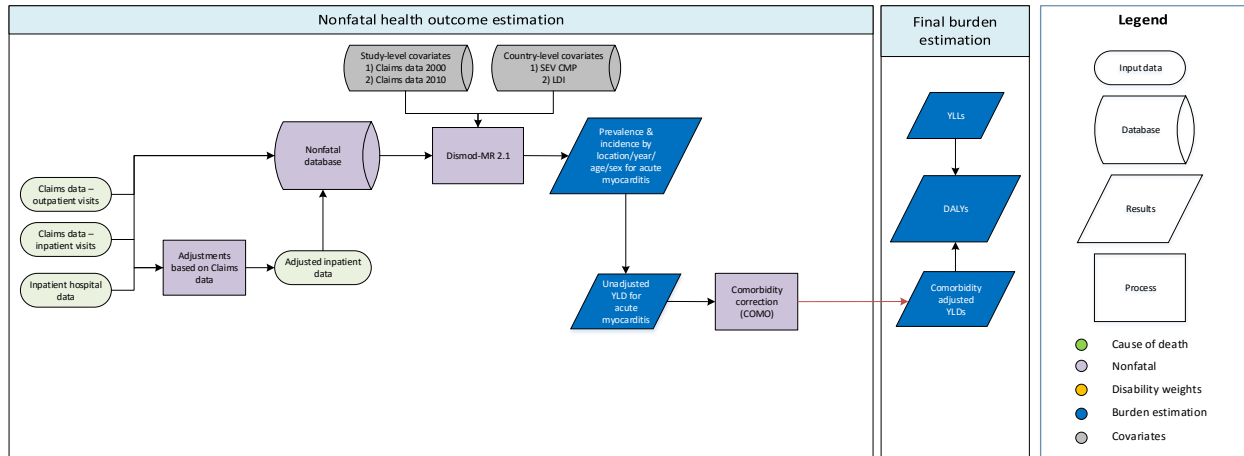 Nonfatal health outcome estimation
Study-level covariates
1) Claims data 2000
2) Claims data 2010
Country-level covariates
1) SEV CMP
2) LDI
Nonfatal
database
Dismod-MR 2.1
Prevalence &
incidence by
location/year/
age/sex for acute
myocarditis
Claims data –
outpatient visits
Claims data –
inpatient visits
Inpatient hospital
data
Adjustments
based on Claims
data
Adjusted inpatient
data
Unadjusted
YLD for
acute
myocarditis
Comorbidity
correction
(COMO)
Final burden
estimation
YLLs
DALYs
Comorbidity
adjusted
YLDs
Legend
Input data
Database
Results
Process
Cause of death
Nonfatal
Disability weights
Burden estimation
Covariates